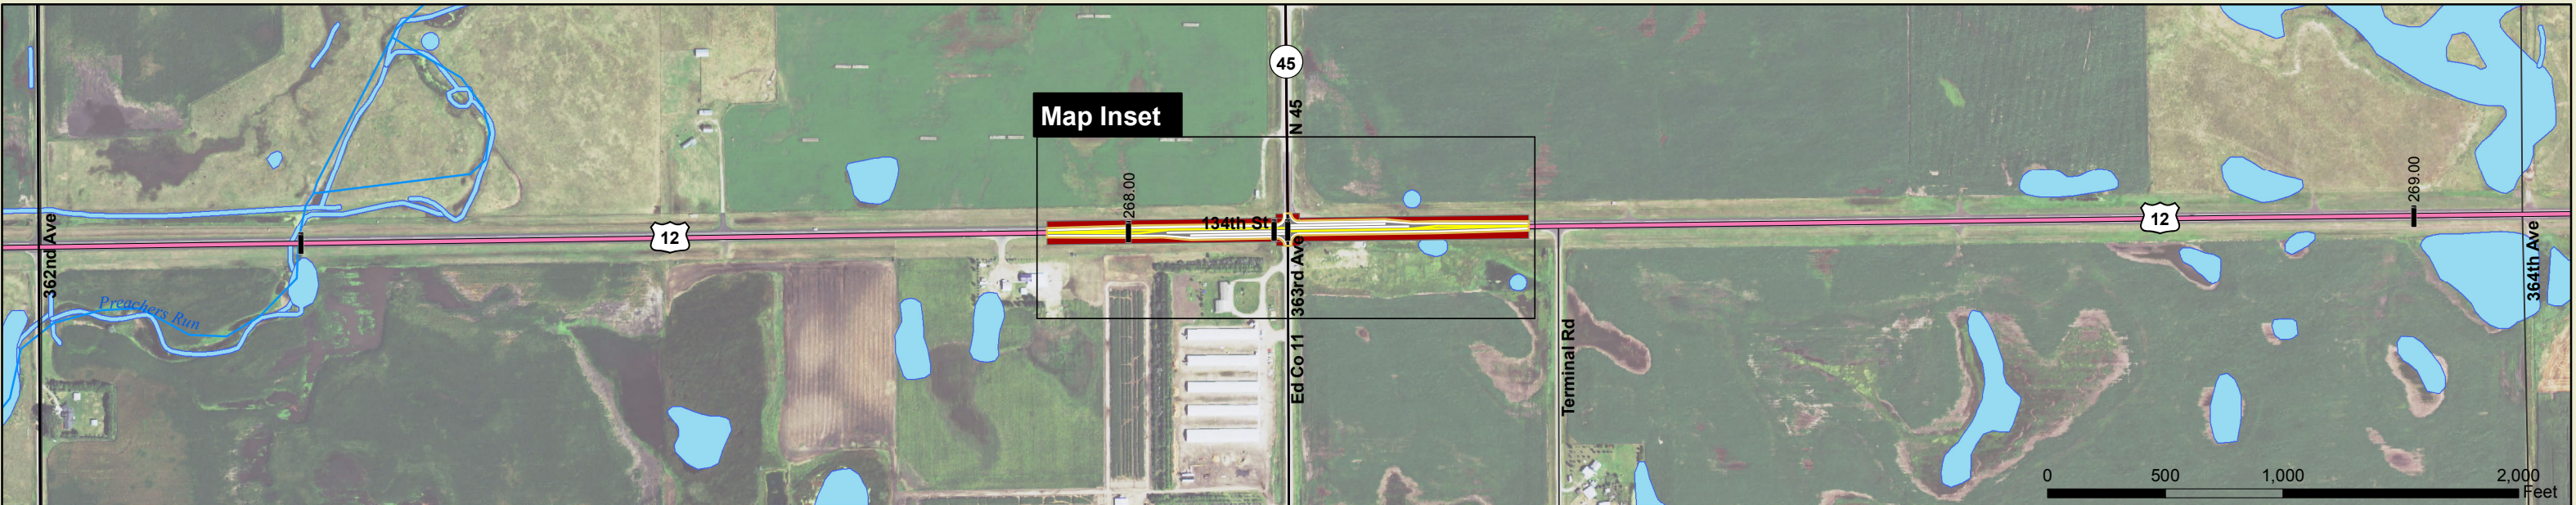 45
N 45
Map Inset
268.00
269.00
362nd Ave
12
134th St
12
363rd Ave
364th Ave
Preachers Run
Ed Co 11
Terminal Rd
0 500 1,000 2,000
Feet